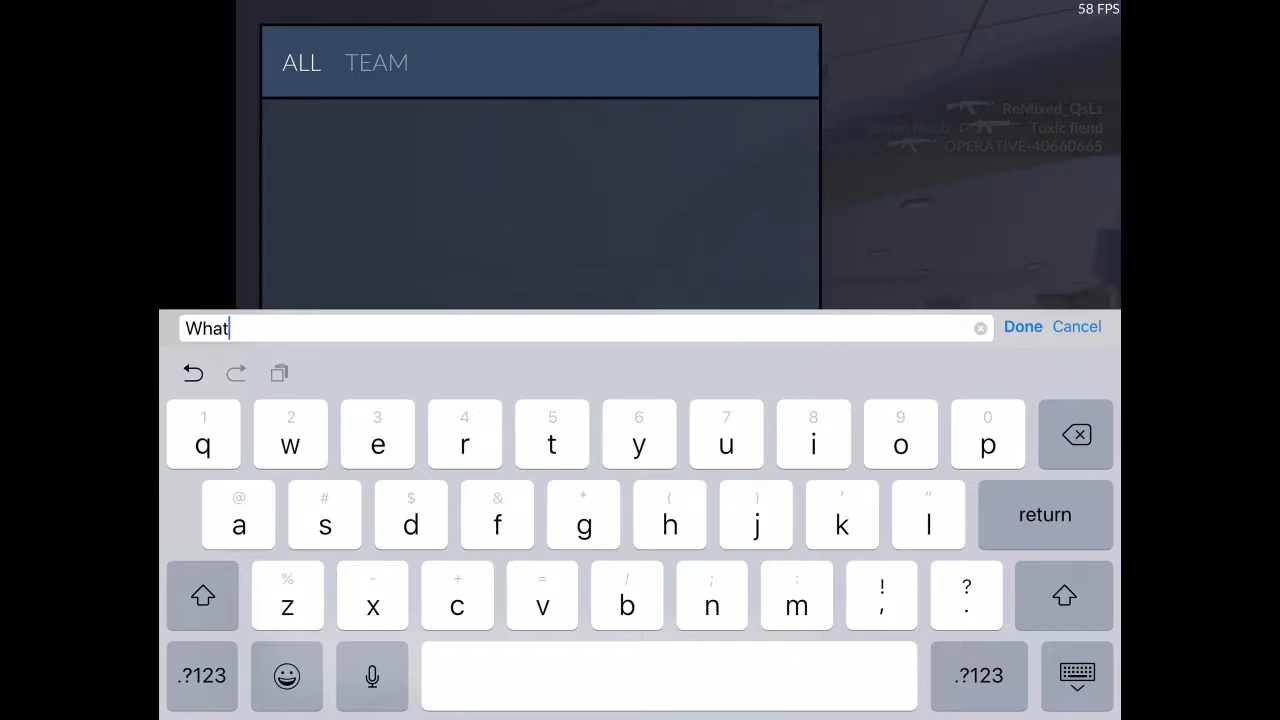 58 FPS
ALL TEAM
ReMixed_QsLz
Toxic fiend
OPERATIVE-40660665
What
Done Cancel
1 2 3 4 5 6 7 8 9 0
q w e r t y u i o p
@ # $ & * ( ) ' "
a s d f g h j k l return
% - + = / ; : ! ?
z x c v b n m , .
.?123 .?123